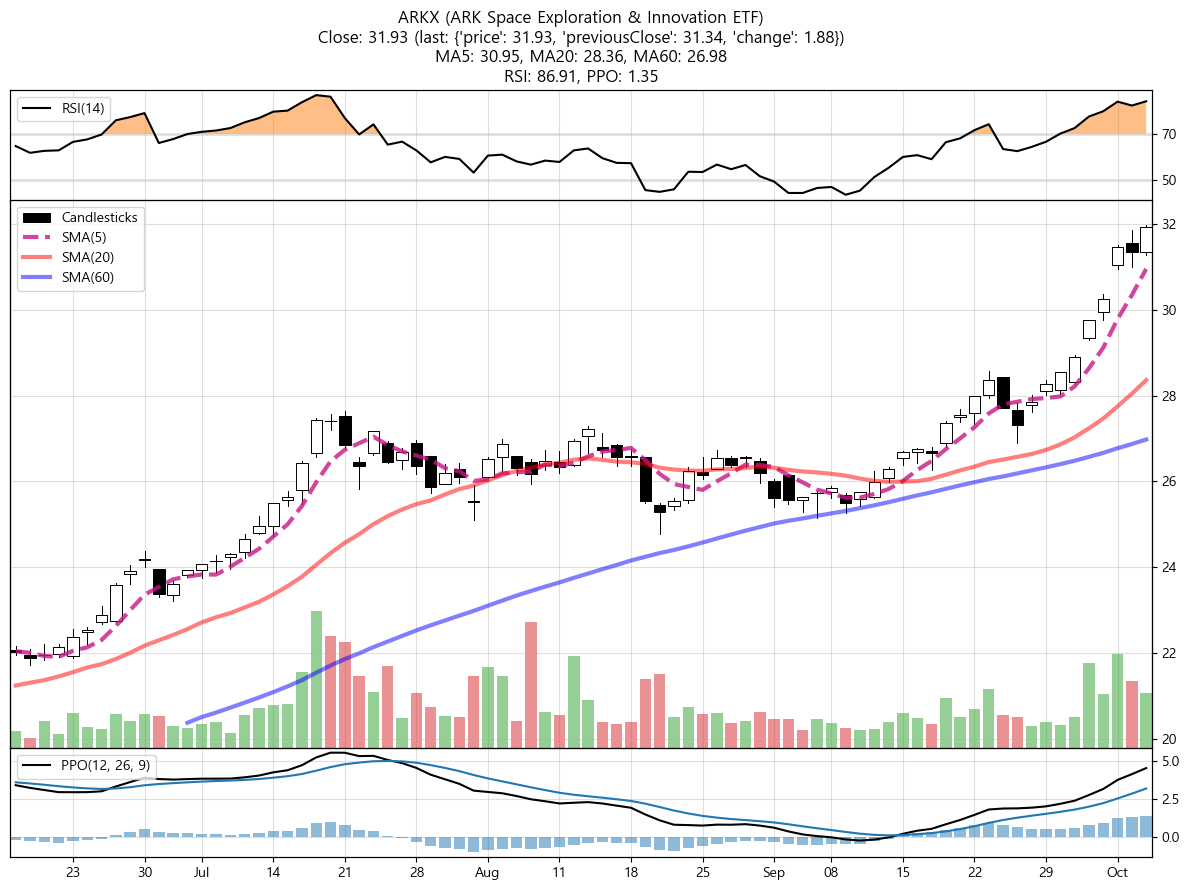 ARKX (ARK Space Exploration & Innovation ETF)
Close: 31.93 (last: {'price': 31.93, 'previousClose': 31.34, 'change': 1.88})
MA5: 30.95, MA20: 28.36, MA60: 26.98
RSI: 86.91, PPO: 1.35
RSI(14)
70
50
Candlesticks
SMA(5)
SMA(20)
SMA(60)
32
30
28
26
24
22
20
PPO(12, 26, 9)
5.0
2.5
0.0
23 30 Jul 14 21 28 Aug 11 18 25 Sep 08 15 22 29 Oct